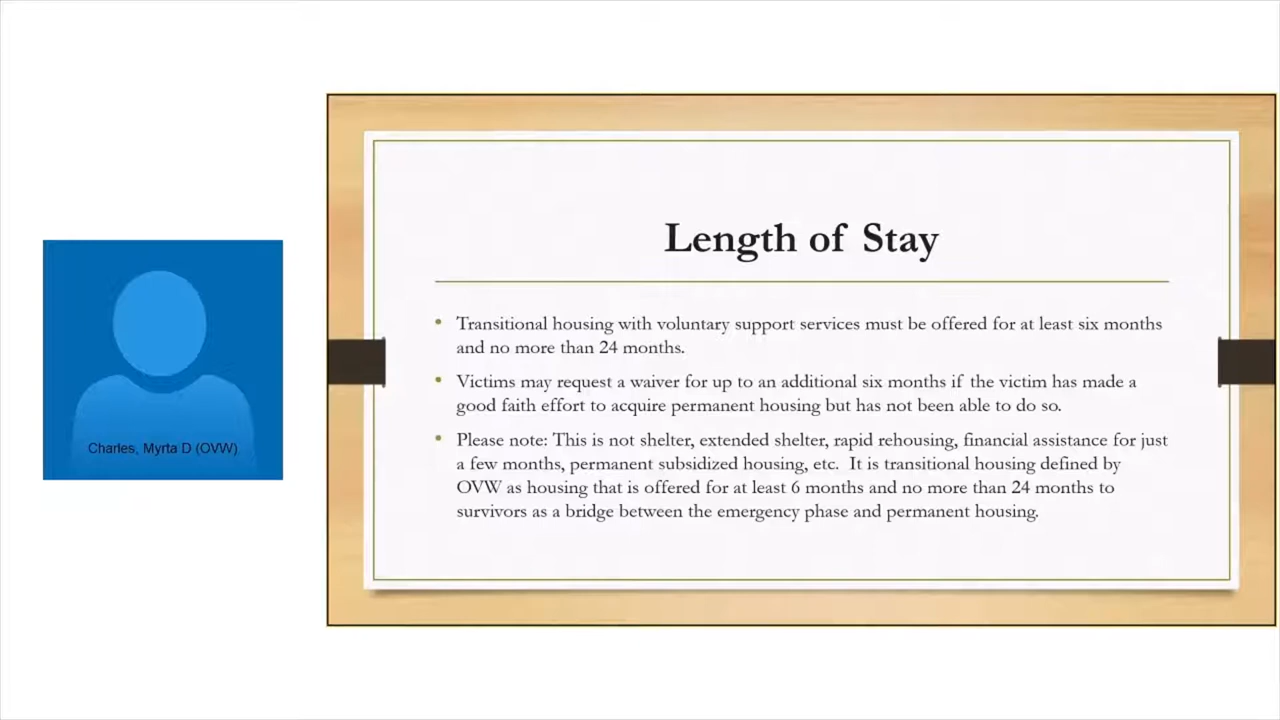 Length of Stay
• Transitional housing with voluntary support services must be offered for at least six months
and no more than 24 months.
• Victims may request a waiver for up to an additional six months if the victim has made a
good faith effort to acquire permanent housing but has not been able to do so.
• Please note: This is not shelter, extended shelter, rapid rehousing, financial assistance for just
a few months, permanent subsidized housing, etc.  It is transitional housing defined by
OVW as housing that is offered for at least 6 months and no more than 24 months to
survivors as a bridge between the emergency phase and permanent housing.
Charles, Myrta D (OVW)